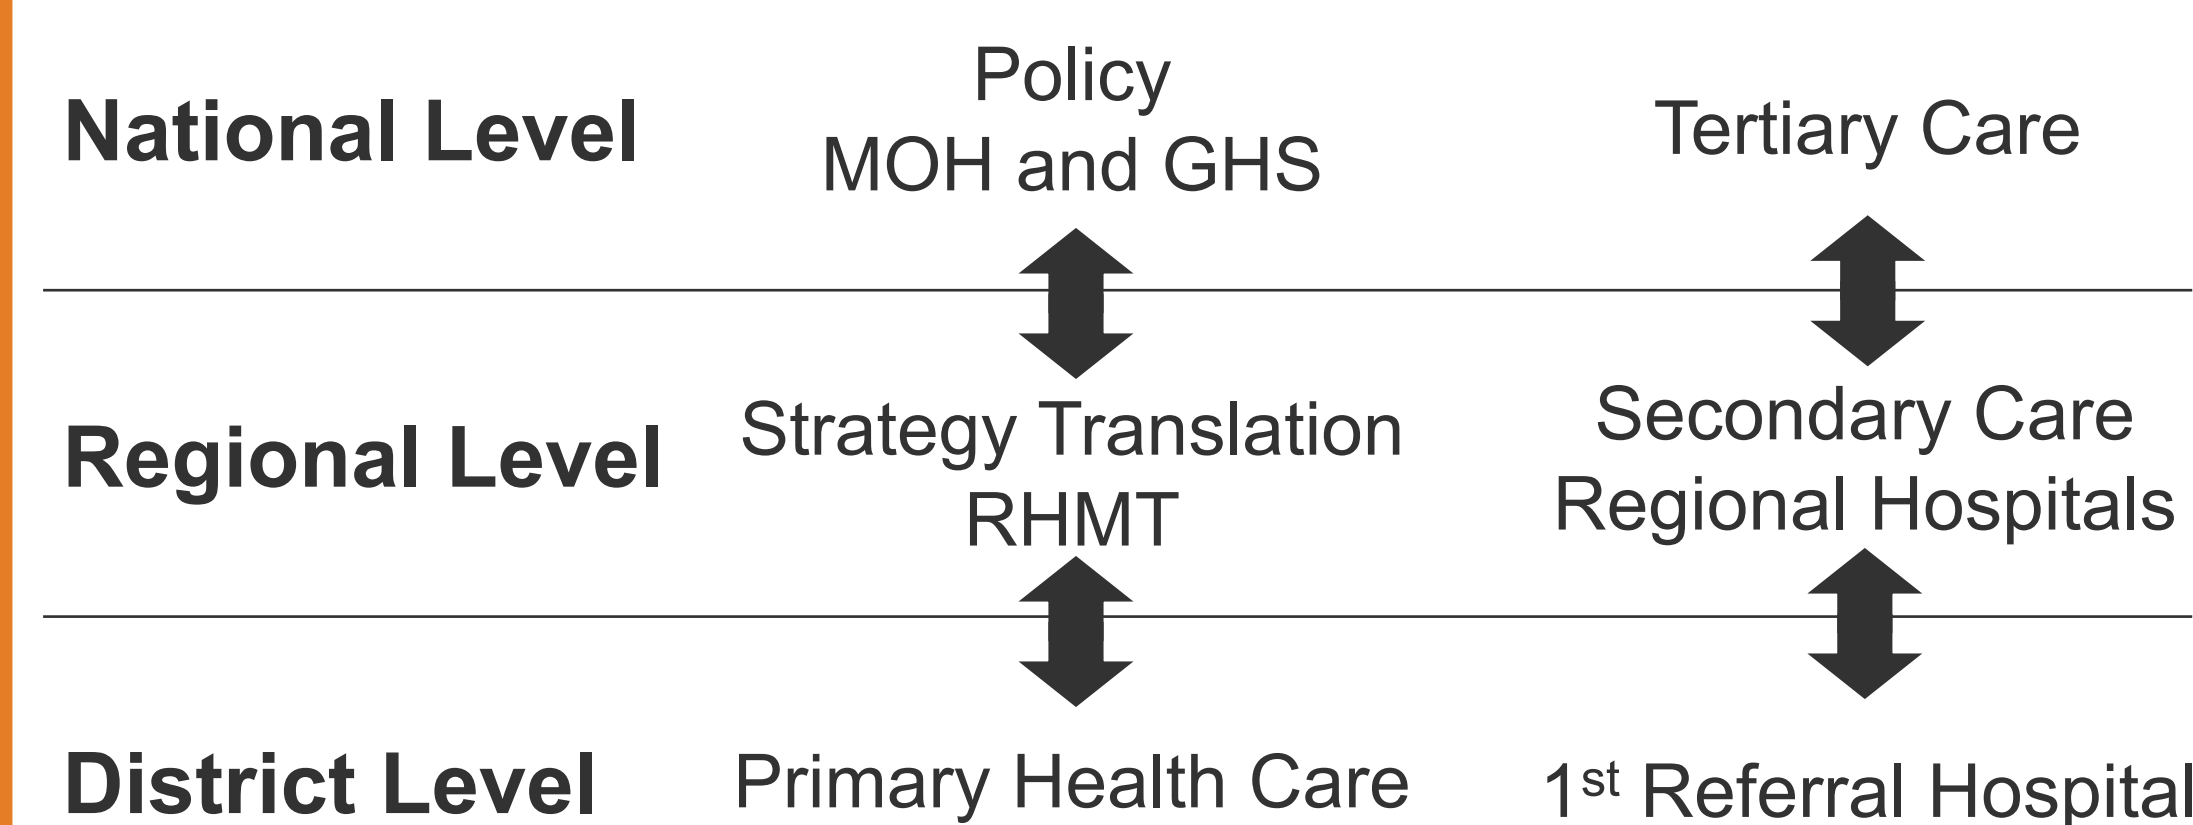 National Level
Policy
MOH and GHS
Tertiary Care
Regional Level
Strategy Translation
RHMT
Secondary Care
Regional Hospitals
District Level
Primary Health Care
1st Referral Hospital